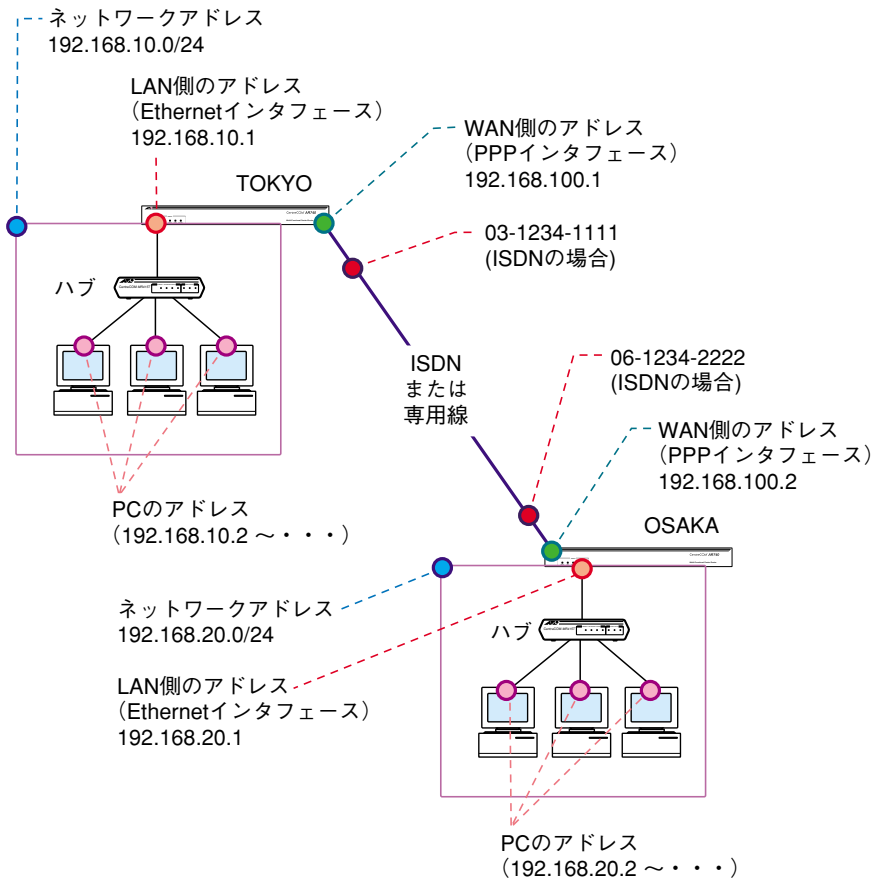 ネットワークアドレス
192.168.10.0/24
LAN側のアドレス
（Ethernetインタフェース）
192.168.10.1
WAN側のアドレス
（PPPインタフェース）
192.168.100.1
TOKYO
03-1234-1111
(ISDNの場合)
ハブ
ISDN
または
専用線
06-1234-2222
(ISDNの場合)
WAN側のアドレス
（PPPインタフェース）
192.168.100.2
PCのアドレス
（192.168.10.2 ～・・・）
OSAKA
ネットワークアドレス
192.168.20.0/24
ハブ
LAN側のアドレス
（Ethernetインタフェース）
192.168.20.1
PCのアドレス
（192.168.20.2 ～・・・）